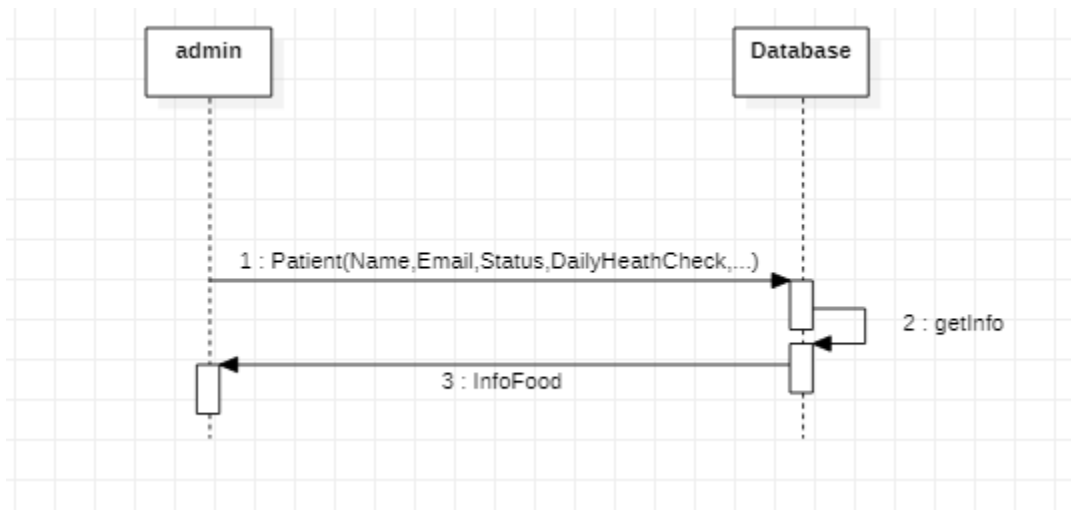 admin
Database
1 : Patient(Name,Email,Status,DailyHeathCheck,...)
2 : getInfo
3 : InfoFood